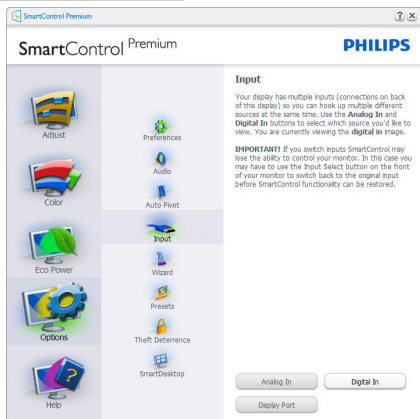 SmartControl Premium
SmartControl Premium
PHILIPS
Adjust
Color
Eco Power
Options
Help
Preferences
Audio
Auto Pivot
Input
Wizard
Presets
Theft Deterrence
SmartDesktop
Input
Your display has multiple inputs (connections on back
of this display) so you can hook up multiple different
sources at the same time. Use the Analog In and
Digital In buttons to select which source you'd like to
view. You are currently viewing the digital in image.
IMPORTANT! If you switch inputs SmartControl may
lose the ability to control your monitor. In this case you
may have to use the Input Select button on the front
of your monitor to switch back to the original input
before SmartControl functionality can be restored.
Analog In
Digital In
Display Port